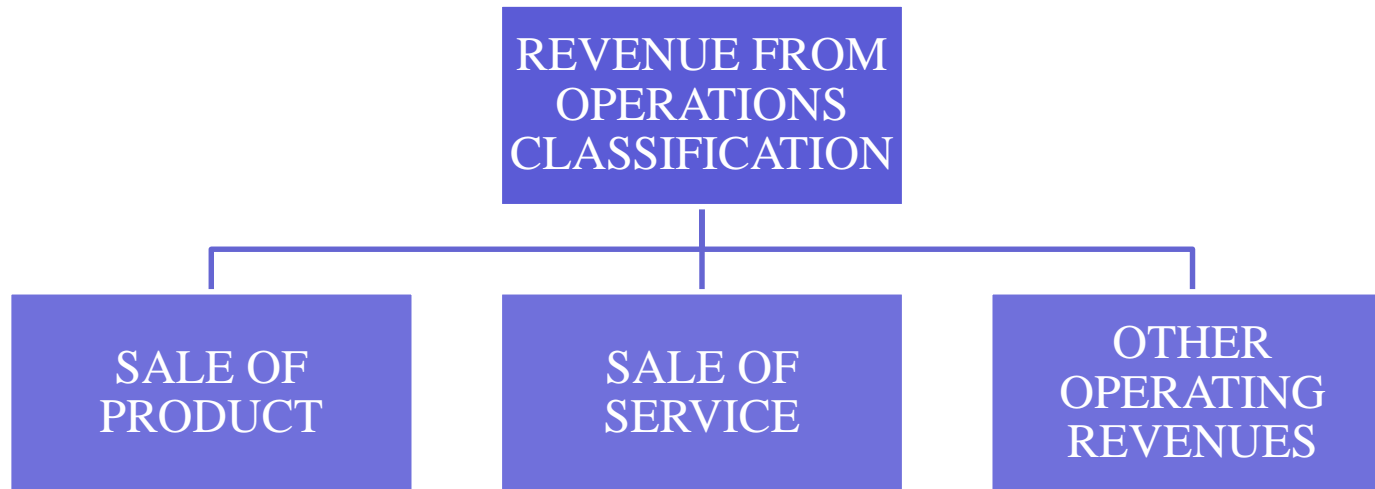 REVENUE FROM
OPERATIONS
CLASSIFICATION
SALE OF
PRODUCT
SALE OF
SERVICE
OTHER
OPERATING
REVENUES